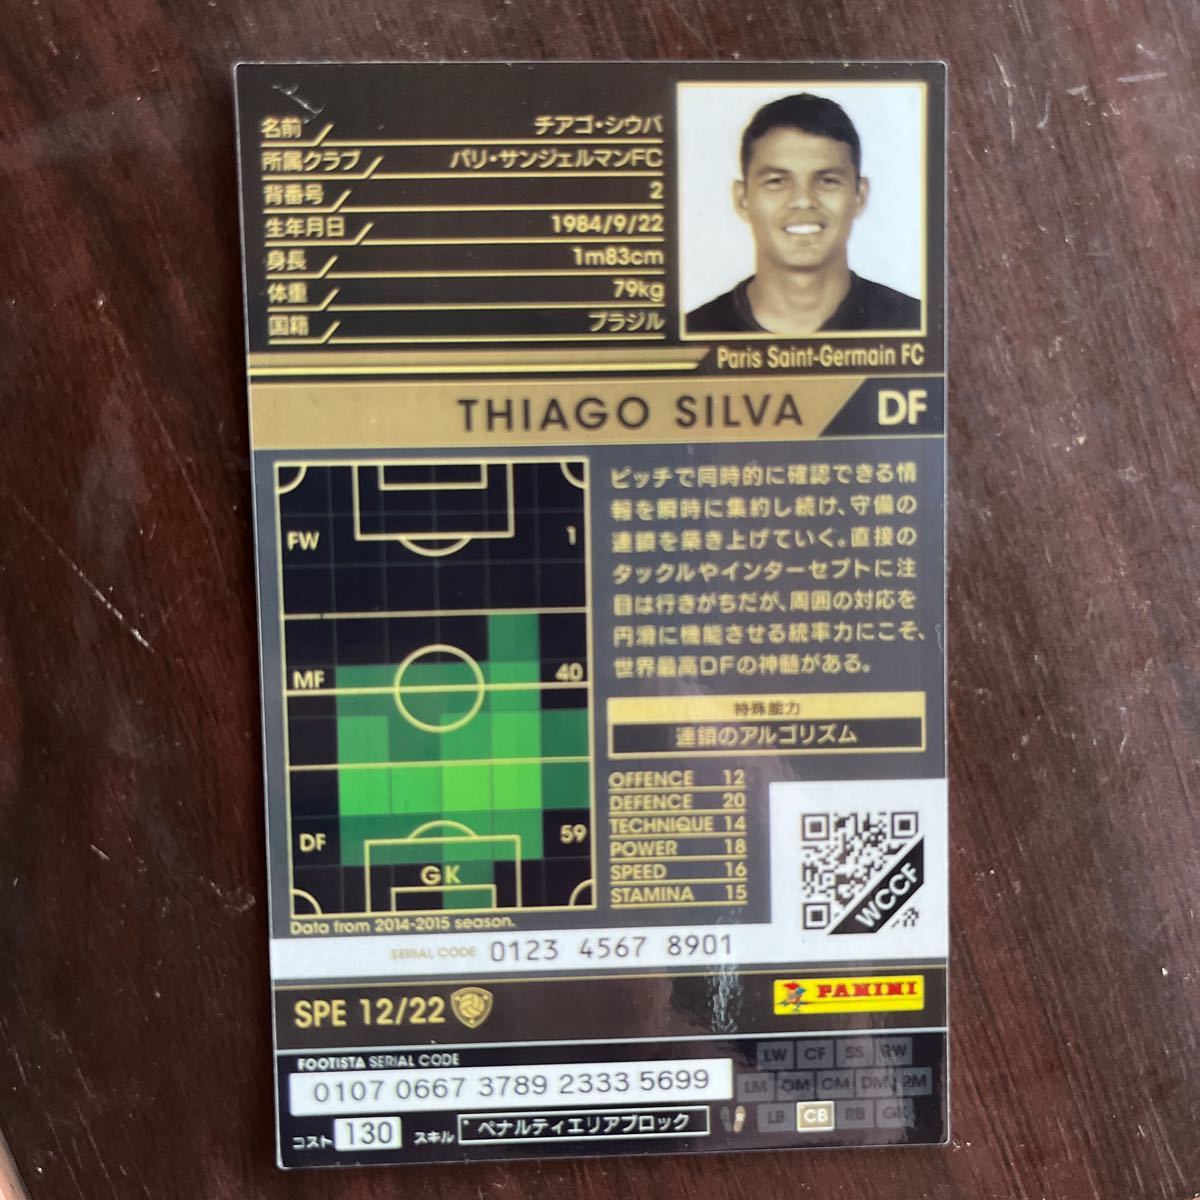 名前 チアゴ・シウバ
所属クラブ パリ・サンジェルマンFC
背番号 2
生年月日 1984/9/22
身長 1m83cm
体重 79kg
国籍 ブラジル
Paris Saint-Germain FC
THIAGO SILVA DF
FW 1
MF 40
DF 59
GK
Data from 2014-2015 season.
ピッチで同時的に確認できる情
報を瞬時に集約し続け、守備の
連鎖を築き上げていく。直接の
タックルやインターセプトに注
目は行きがちだが、周囲の対応を
円滑に機能させる統率力にこそ、
世界最高DFの神髄がある。
特殊能力
連鎖のアルゴリズム
OFFENCE 12
DEFENCE 20
TECHNIQUE 14
POWER 18
SPEED 16
STAMINA 15
WCCF
SERIAL CODE 0123 4567 8901
SPE 12/22
PANINI
FOOTISTA SERIAL CODE
0107 0667 3789 2333 5699
コスト 130 スキル ペナルティエリアブロック
LW CF SS RW
LM OM CM DM RM
R LB CB RB GK